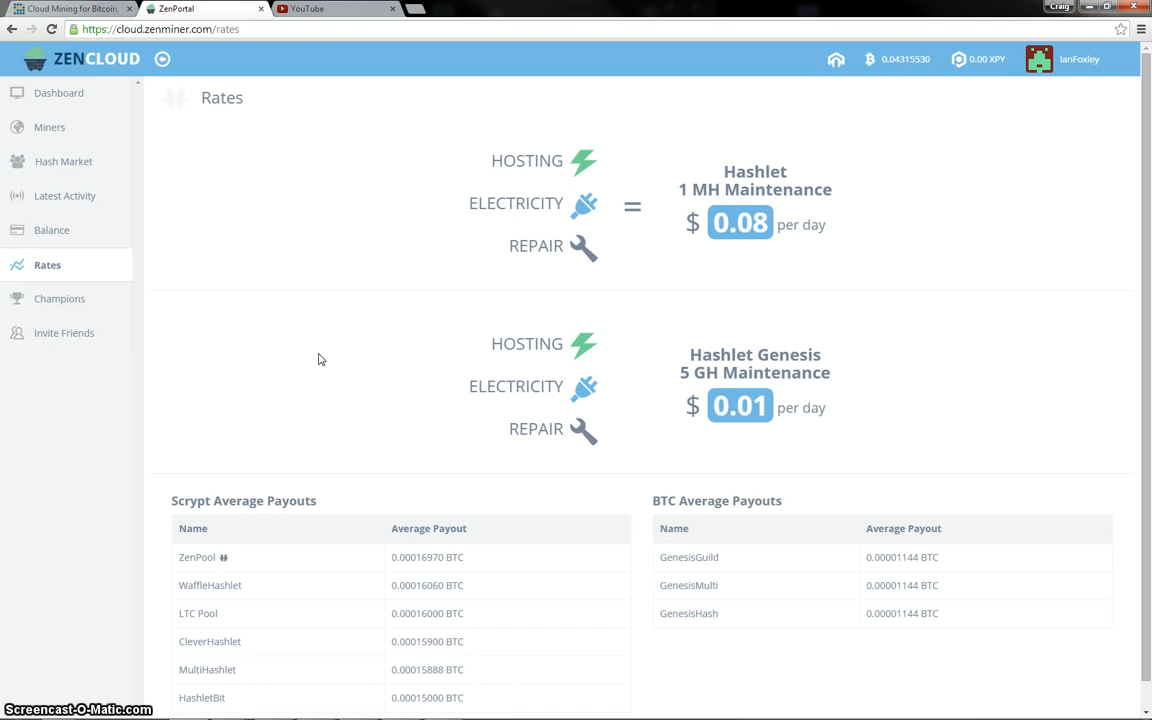 Cloud Mining for Bitcoin,
ZenPortal
YouTube
Craig
https://cloud.zenminer.com/rates
ZENCLOUD
0.04315530
0.00 XPY
IanFoxley
Dashboard
Miners
Hash Market
Latest Activity
Balance
Rates
Champions
Invite Friends
Rates
HOSTING
ELECTRICITY
REPAIR
=
Hashlet
1 MH Maintenance
$ 0.08 per day
HOSTING
ELECTRICITY
REPAIR
Hashlet Genesis
5 GH Maintenance
$ 0.01 per day
Scrypt Average Payouts
Name Average Payout
ZenPool 0.00016970 BTC
WaffleHashlet 0.00016060 BTC
LTC Pool 0.00016000 BTC
CleverHashlet 0.00015900 BTC
MultiHashlet 0.00015888 BTC
HashletBit 0.00015000 BTC
BTC Average Payouts
Name Average Payout
GenesisGuild 0.00001144 BTC
GenesisMulti 0.00001144 BTC
GenesisHash 0.00001144 BTC
Screencast-O-Matic.com